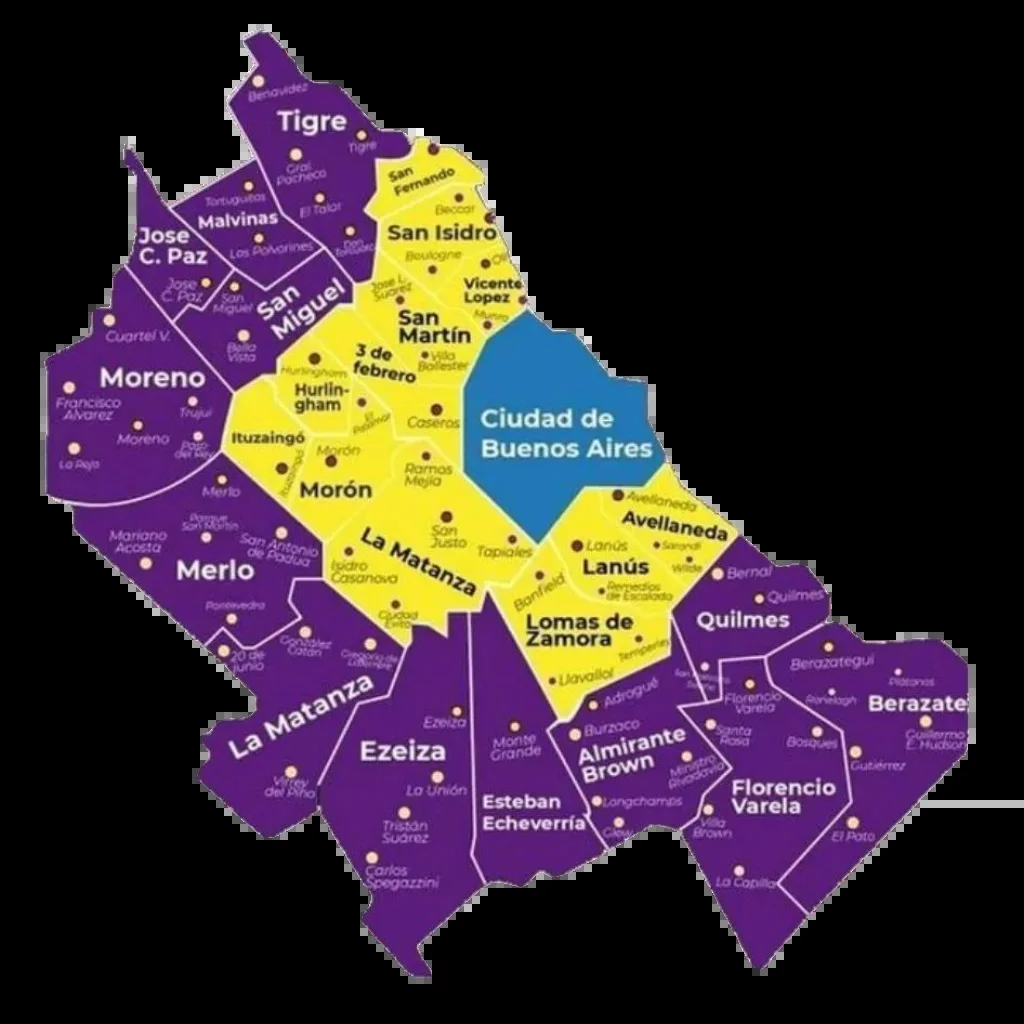 Benavidez
Tigre
Tigre
Gral.
Pacheco
El Talar
Don
Torcuato
San
Fernando
Tortuguitas
Malvinas
Los Polvorines
Jose
C. Paz
Jose
C. Paz
San
Miguel
San
Miguel
Bella
Vista
Beccar
San Isidro
Boulogne
Vicente
Lopez
Munro
Jose L.
Suarez
San
Martín
Villa
Ballester
3 de
febrero
Caseros
Hurlingham
Hurlin-
gham
El
Palomar
Cuartel V.
Moreno
Francisco
Alvarez
Trujui
Moreno
Paso
del Rey
La Reja
Ituzaingó
Ituzaingó
Morón
Morón
Ramos
Mejia
Ciudad de
Buenos Aires
Merlo
Parque
San Martín
Mariano
Acosta
San Antonio
de Padua
Merlo
Pontevedra
La Matanza
San
Justo
Tapiales
Isidro
Casanova
Ciudad
Evita
Avellaneda
Avellaneda
Sarandí
Wilde
Lanús
Lanús
Remedios
de Escalada
Banfield
Lomas de
Zamora
Temperley
Llavallol
Bernal
Quilmes
Quilmes
20 de
junio
González
Catán
Gregorio de
Laferrere
La Matanza
Virrey
del Pino
Ezeiza
Ezeiza
La Unión
Tristán
Suárez
Carlos
Spegazzini
Monte
Grande
Esteban
Echeverría
Adrogué
Burzaco
Almirante
Brown
Ministro
Rivadavia
Longchamps
Glew
Florencio
Varela
Santa
Rosa
Bosques
Florencio
Varela
Villa
Brown
La Capilla
Berazategui
Platanos
Ranelagh
Berazate
Guillermo
E. Hudson
Gutiérrez
El Pato